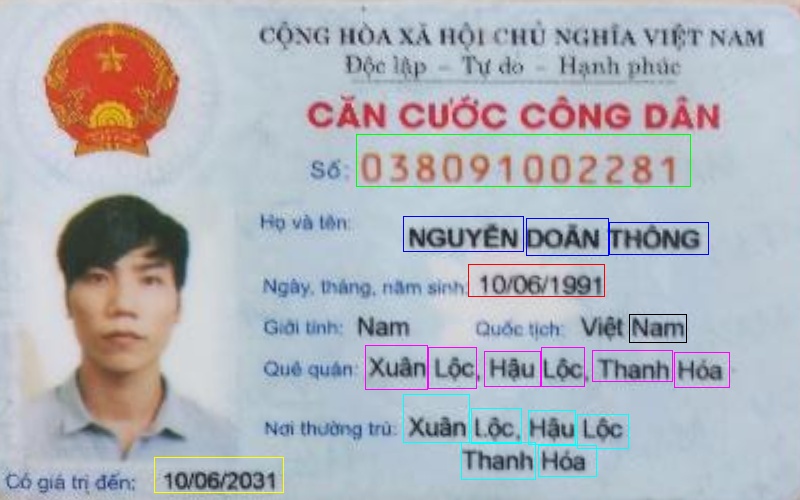 CỘNG HÒA XÃ HỘI CHỦ NGHĨA VIỆT NAM
Độc lập – Tự do – Hạnh phúc
CĂN CƯỚC CÔNG DÂN
Số: 038091002281
Họ và tên: NGUYỄN DOÃN THÔNG
Ngày, tháng, năm sinh: 10/06/1991
Giới tính: Nam Quốc tịch: Việt Nam
Quê quán: Xuân Lộc, Hậu Lộc, Thanh Hóa
Nơi thường trú: Xuân Lộc, Hậu Lộc
Thanh Hóa
Có giá trị đến: 10/06/2031